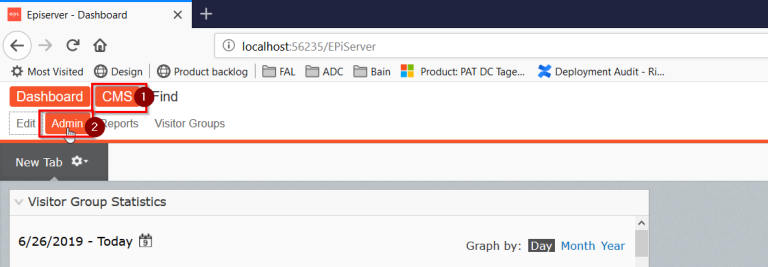 epi Episerver - Dashboard
localhost:56235/EPiServer
Most Visited Design Product backlog FAL ADC Bain Product: PAT DC Tage... Deployment Audit - Ri...
Dashboard CMS 1 Find
Edit Admin 2 Reports Visitor Groups
New Tab
Visitor Group Statistics
6/26/2019 - Today 9 Graph by: Day Month Year